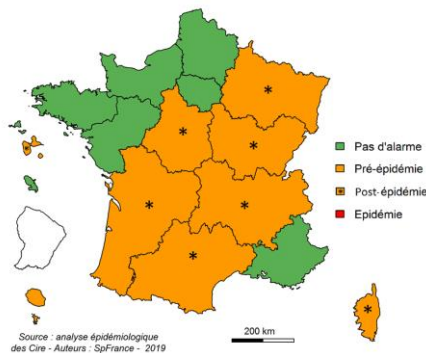 Pas d'alarme
Pré-épidémie
Post-épidémie
Epidémie
200 km
Source : analyse épidémiologique
des Cire - Auteurs : SpFrance - 2019